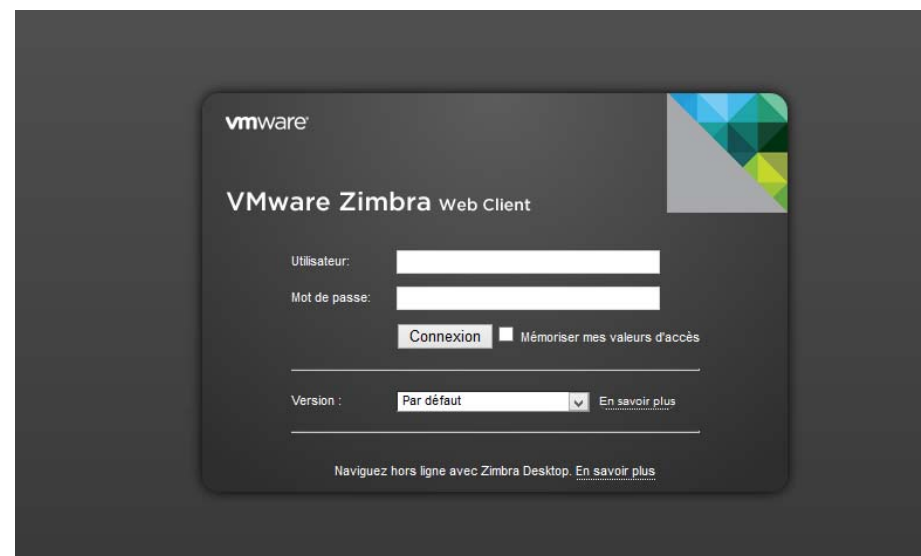 vmware
VMware Zimbra Web Client
Utilisateur:
Mot de passe:
Connexion Mémoriser mes valeurs d'accès
Version : Par défaut En savoir plus
Naviguez hors ligne avec Zimbra Desktop. En savoir plus